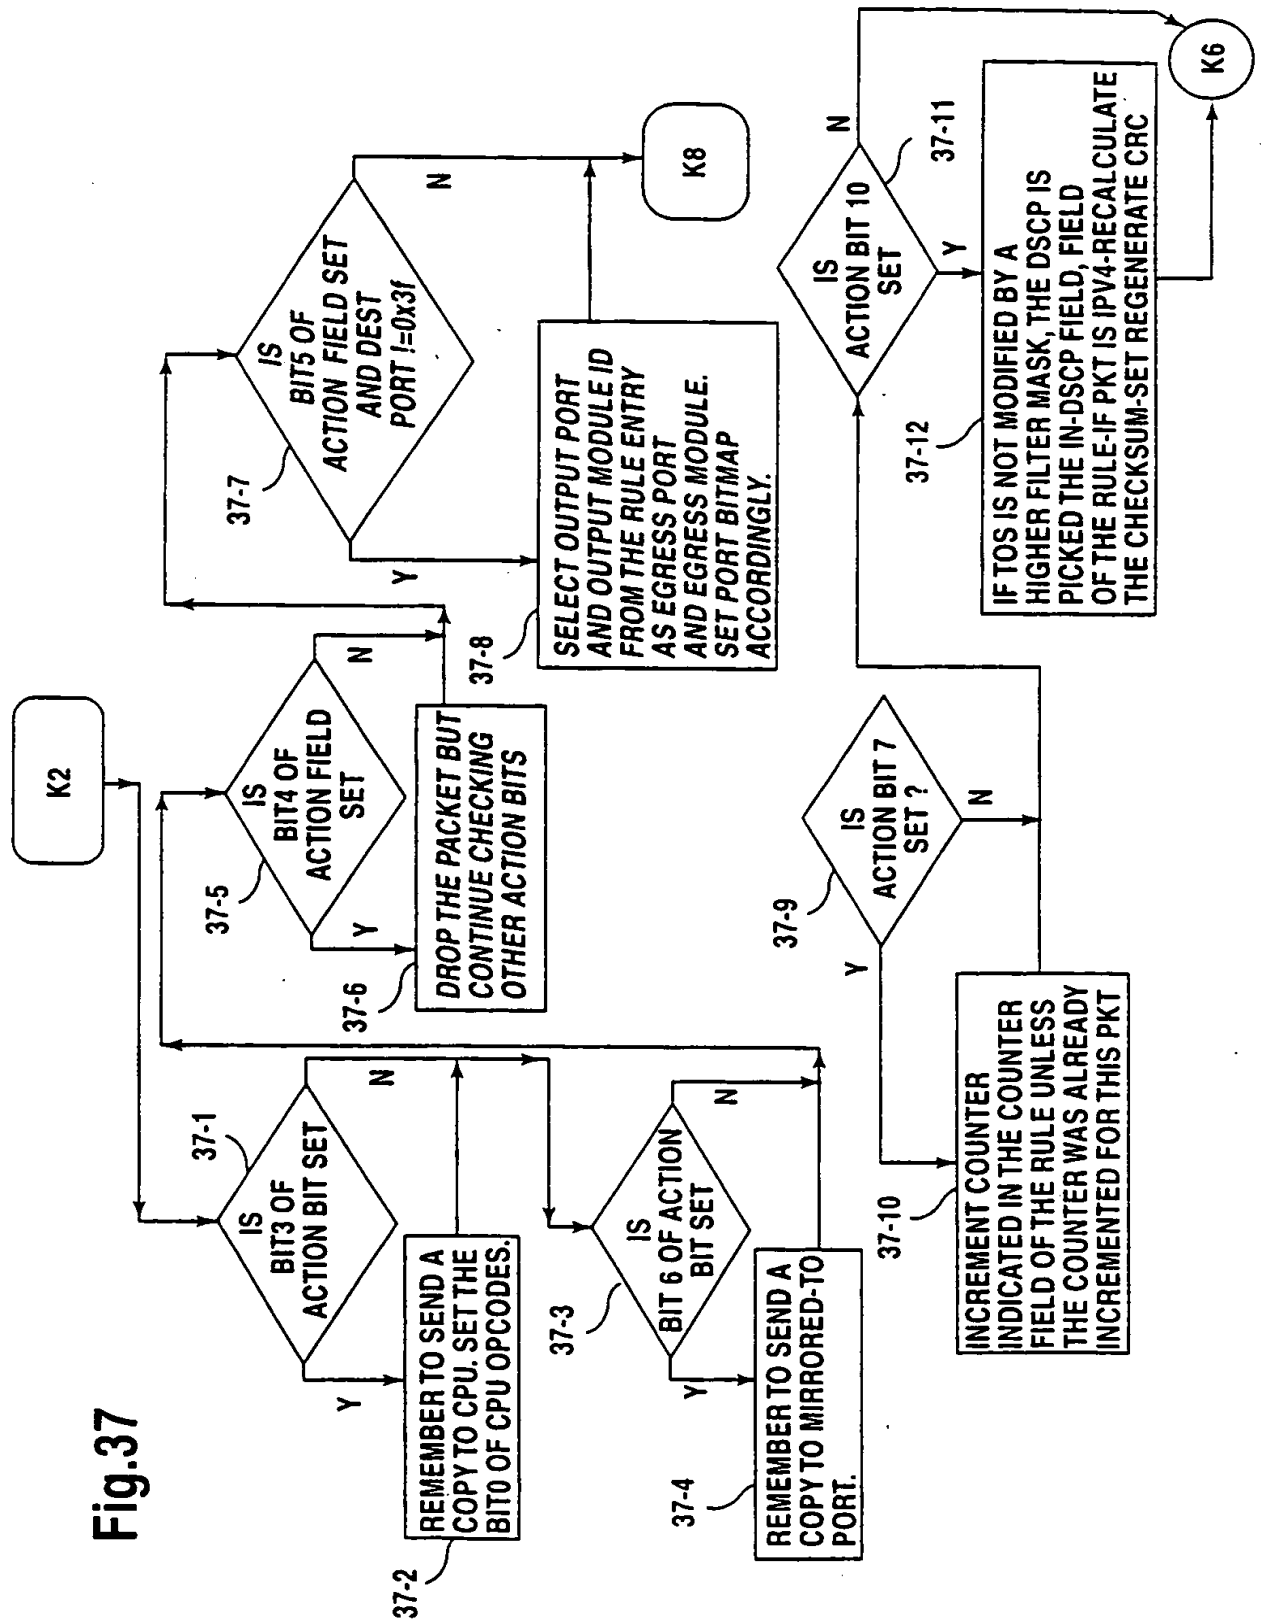 Fig.37
K2
37-1
IS
BIT3 OF
ACTION BIT SET
Y
N
37-2
REMEMBER TO SEND A
COPY TO CPU. SET THE
BIT0 OF CPU OPCODES.
37-3
IS
BIT 6 OF ACTION
BIT SET
Y
N
37-4
REMEMBER TO SEND A
COPY TO MIRRORED-TO
PORT.
37-5
IS
BIT4 OF
ACTION FIELD
SET
Y
N
37-6
DROP THE PACKET BUT
CONTINUE CHECKING
OTHER ACTION BITS
37-7
IS
BIT5 OF
ACTION FIELD SET
AND DEST
PORT !=0x3f
Y
N
37-8
SELECT OUTPUT PORT
AND OUTPUT MODULE ID
FROM THE RULE ENTRY
AS EGRESS PORT
AND EGRESS MODULE.
SET PORT BITMAP
ACCORDINGLY.
K8
37-9
IS
ACTION BIT 7
SET ?
Y
N
37-10
INCREMENT COUNTER
INDICATED IN THE COUNTER
FIELD OF THE RULE UNLESS
THE COUNTER WAS ALREADY
INCREMENTED FOR THIS PKT
37-11
IS
ACTION BIT 10
SET
Y
N
37-12
IF TOS IS NOT MODIFIED BY A
HIGHER FILTER MASK, THE DSCP IS
PICKED THE IN-DSCP FIELD, FIELD
OF THE RULE-IF PKT IS IPV4-RECALCULATE
THE CHECKSUM-SET REGENERATE CRC
K6